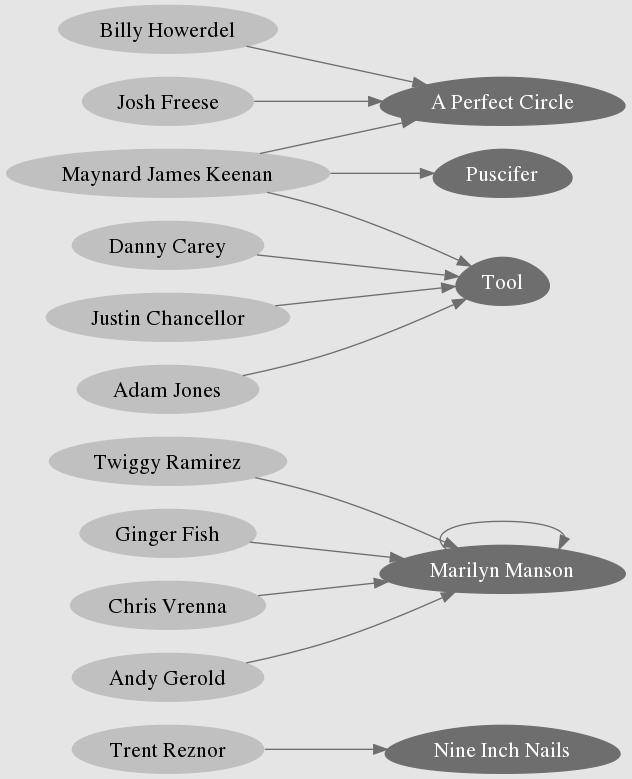 Billy Howerdel
Josh Freese
A Perfect Circle
Maynard James Keenan
Puscifer
Danny Carey
Tool
Justin Chancellor
Adam Jones
Twiggy Ramirez
Ginger Fish
Marilyn Manson
Chris Vrenna
Andy Gerold
Trent Reznor
Nine Inch Nails